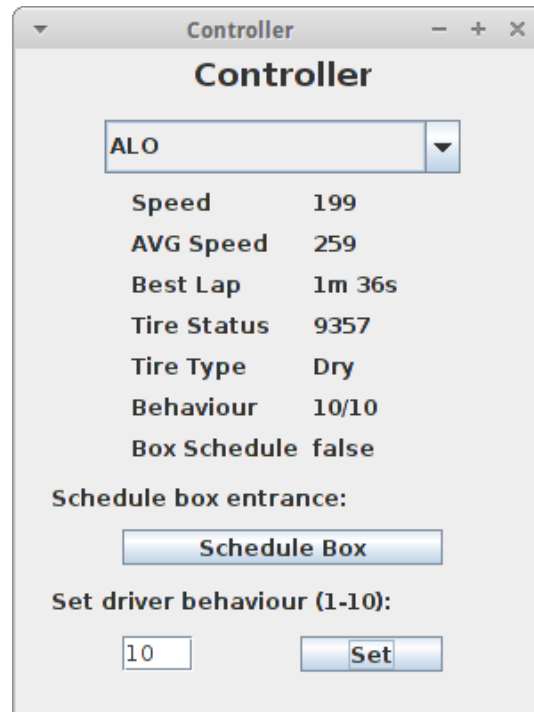 Controller
Controller
ALO
Speed 199
AVG Speed 259
Best Lap 1m 36s
Tire Status 9357
Tire Type Dry
Behaviour 10/10
Box Schedule false
Schedule box entrance:
Schedule Box
Set driver behaviour (1-10):
10 Set